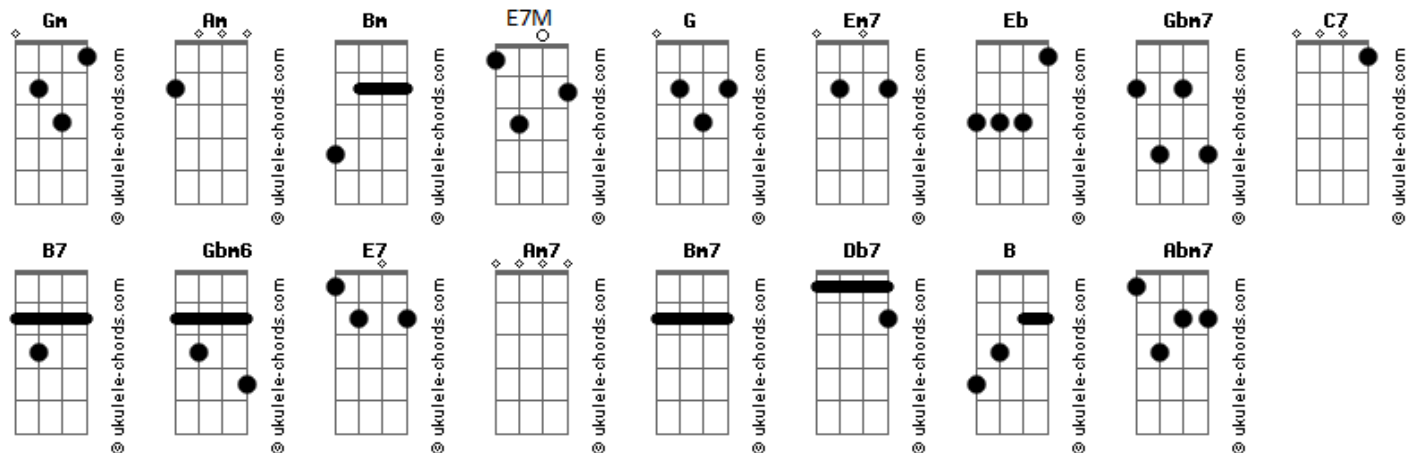 Gm Am Bm E7M G Em7 Eb Gbm7 C7
© ukulele-chords.com © ukulele-chords.com © ukulele-chords.com © ukulele-chords.com © ukulele-chords.com © ukulele-chords.com © ukulele-chords.com © ukulele-chords.com © ukulele-chords.com
B7 Gbm6 E7 Am7 Bm7 Db7 B Abm7
© ukulele-chords.com © ukulele-chords.com © ukulele-chords.com © ukulele-chords.com © ukulele-chords.com © ukulele-chords.com © ukulele-chords.com © ukulele-chords.com